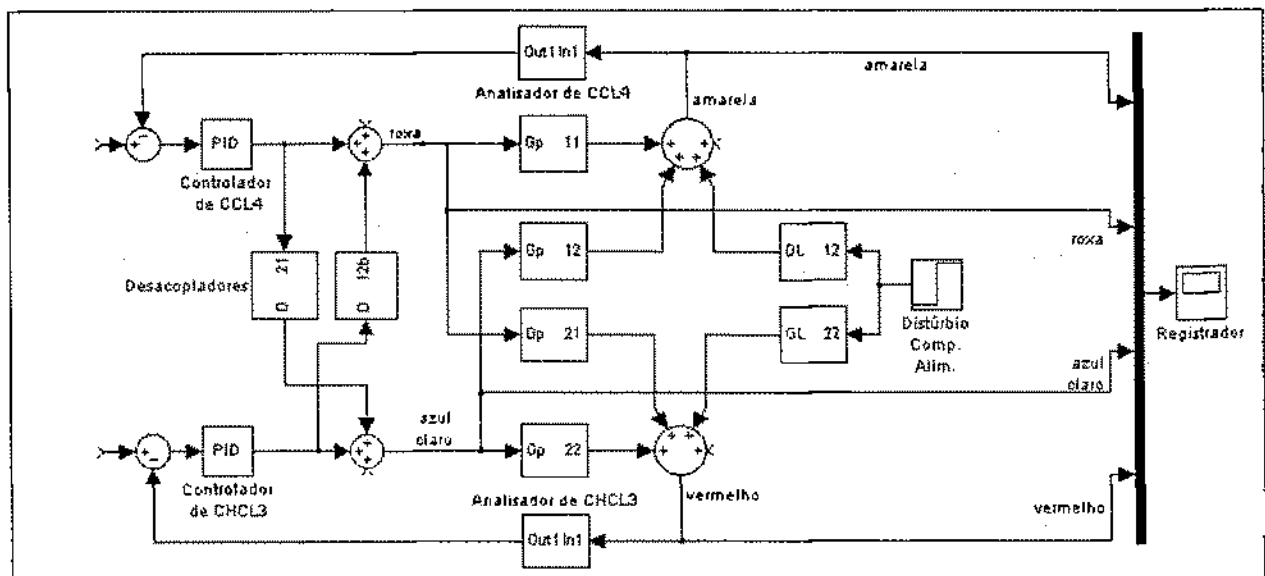 Out1 In1
Analisador de CCL4
amarela
amarela
PID
Controlador
de CCL4
roxa
Gp 11
roxa
Desacopladores
D 21
D 12b
Gp 12
GL 12
Gp 21
GL 22
Distúrbio
Comp.
Alim.
Registrador
azul
claro
PID
Controlador
de CHCL3
azul
claro
Gp 22
Analisador de CHCL3
vermelho
vermelho
Out1 In1